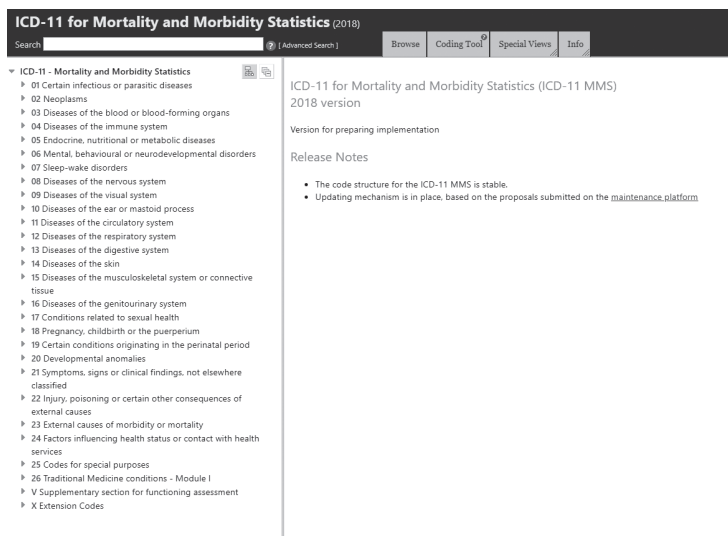 ICD-11 for Mortality and Morbidity Statistics (2018)
Search ? [ Advanced Search ] Browse Coding Tool? Special Views Info
ICD-11 - Mortality and Morbidity Statistics
01 Certain infectious or parasitic diseases
02 Neoplasms
03 Diseases of the blood or blood-forming organs
04 Diseases of the immune system
05 Endocrine, nutritional or metabolic diseases
06 Mental, behavioural or neurodevelopmental disorders
07 Sleep-wake disorders
08 Diseases of the nervous system
09 Diseases of the visual system
10 Diseases of the ear or mastoid process
11 Diseases of the circulatory system
12 Diseases of the respiratory system
13 Diseases of the digestive system
14 Diseases of the skin
15 Diseases of the musculoskeletal system or connective
tissue
16 Diseases of the genitourinary system
17 Conditions related to sexual health
18 Pregnancy, childbirth or the puerperium
19 Certain conditions originating in the perinatal period
20 Developmental anomalies
21 Symptoms, signs or clinical findings, not elsewhere
classified
22 Injury, poisoning or certain other consequences of
external causes
23 External causes of morbidity or mortality
24 Factors influencing health status or contact with health
services
25 Codes for special purposes
26 Traditional Medicine conditions - Module I
V Supplementary section for functioning assessment
X Extension Codes
ICD-11 for Mortality and Morbidity Statistics (ICD-11 MMS)
2018 version
Version for preparing implementation
Release Notes
• The code structure for the ICD-11 MMS is stable.
• Updating mechanism is in place, based on the proposals submitted on the maintenance platform